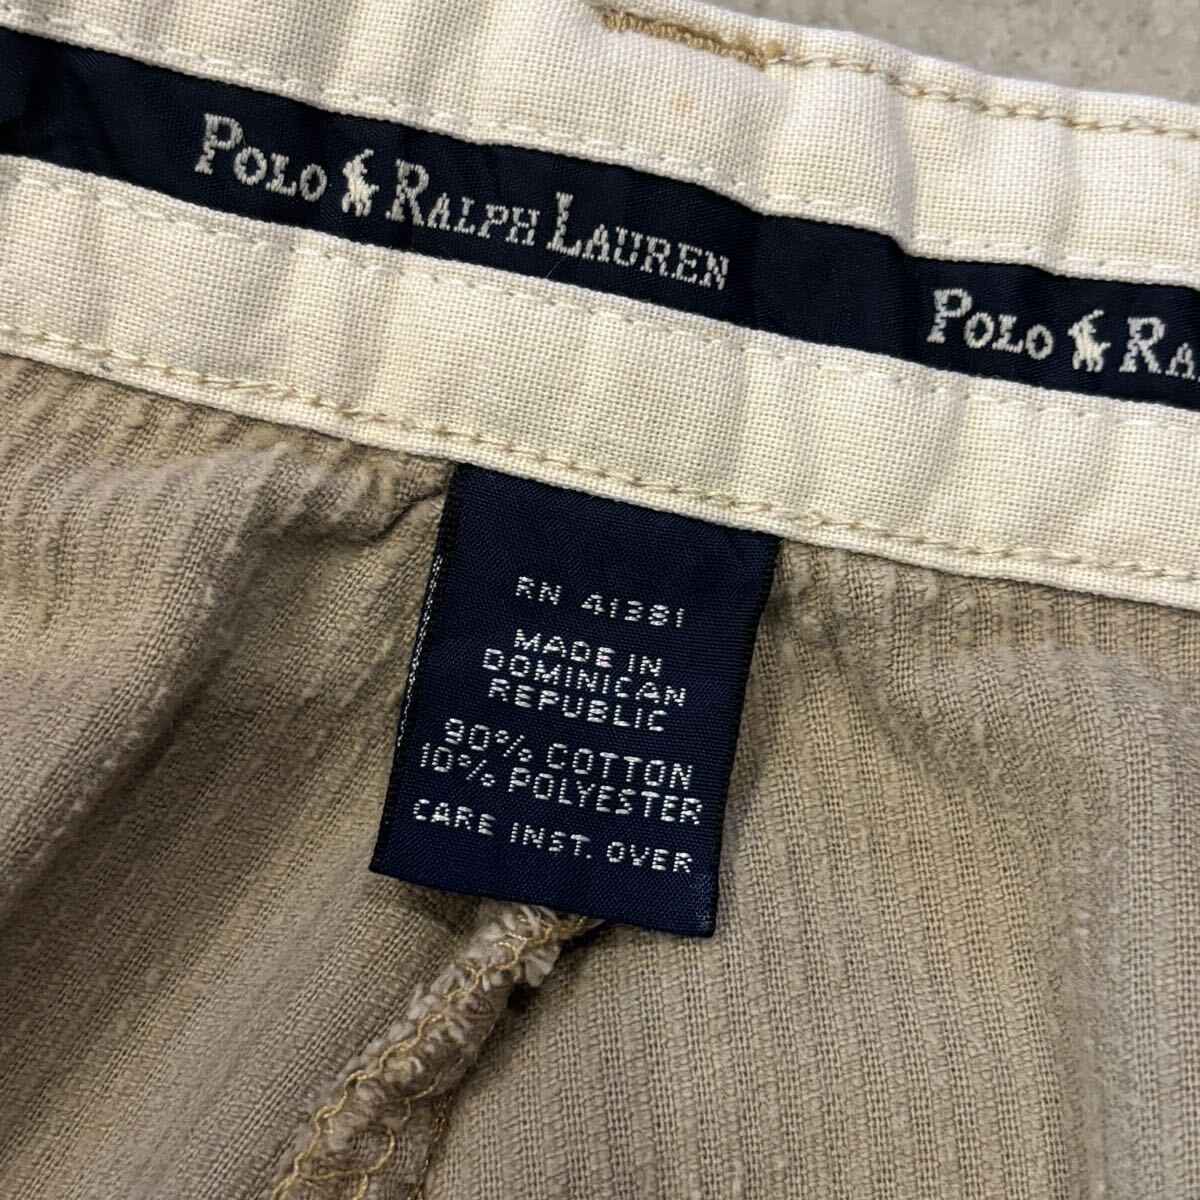 POLO RALPH LAUREN
POLO RA
RN 41381
MADE IN
DOMINICAN
REPUBLIC
90% COTTON
10% POLYESTER
CARE INST. OVER